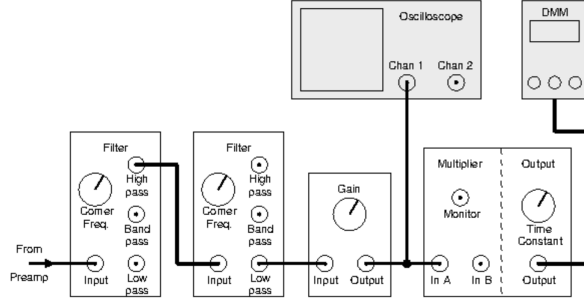 Oscilloscope
Chan 1 Chan 2
DMM
Filter
High
pass
Corner
Freq.
Band
pass
Input
Low
pass
From
Preamp
Filter
High
pass
Corner
Freq.
Band
pass
Input
Low
pass
Gain
Input Output
Multiplier
Monitor
In A In B
Output
Time
Constant
Output